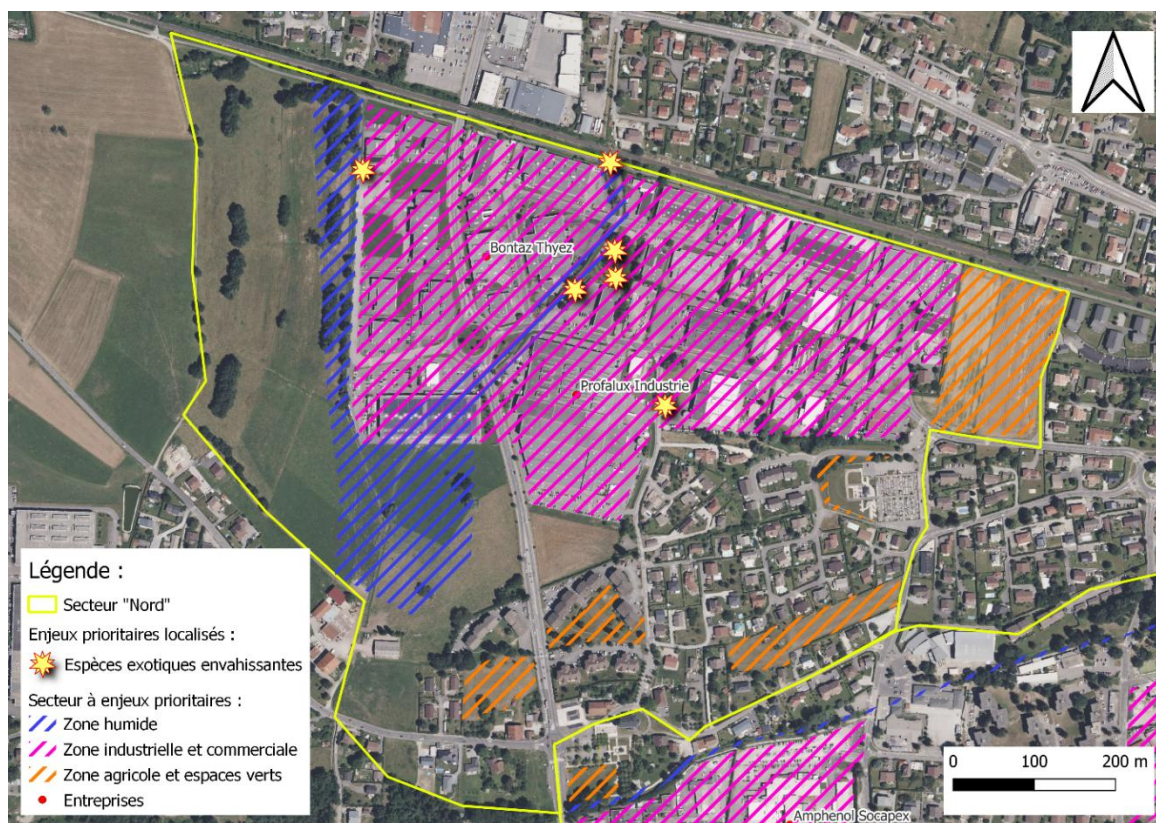 Bontaz Thyez
Profalux Industrie
Légende :
Secteur "Nord"
Enjeux prioritaires localisés :
Espèces exotiques envahissantes
Secteur à enjeux prioritaires :
Zone humide
Zone industrielle et commerciale
Zone agricole et espaces verts
Entreprises
0 100 200 m
Amphenol Socapex